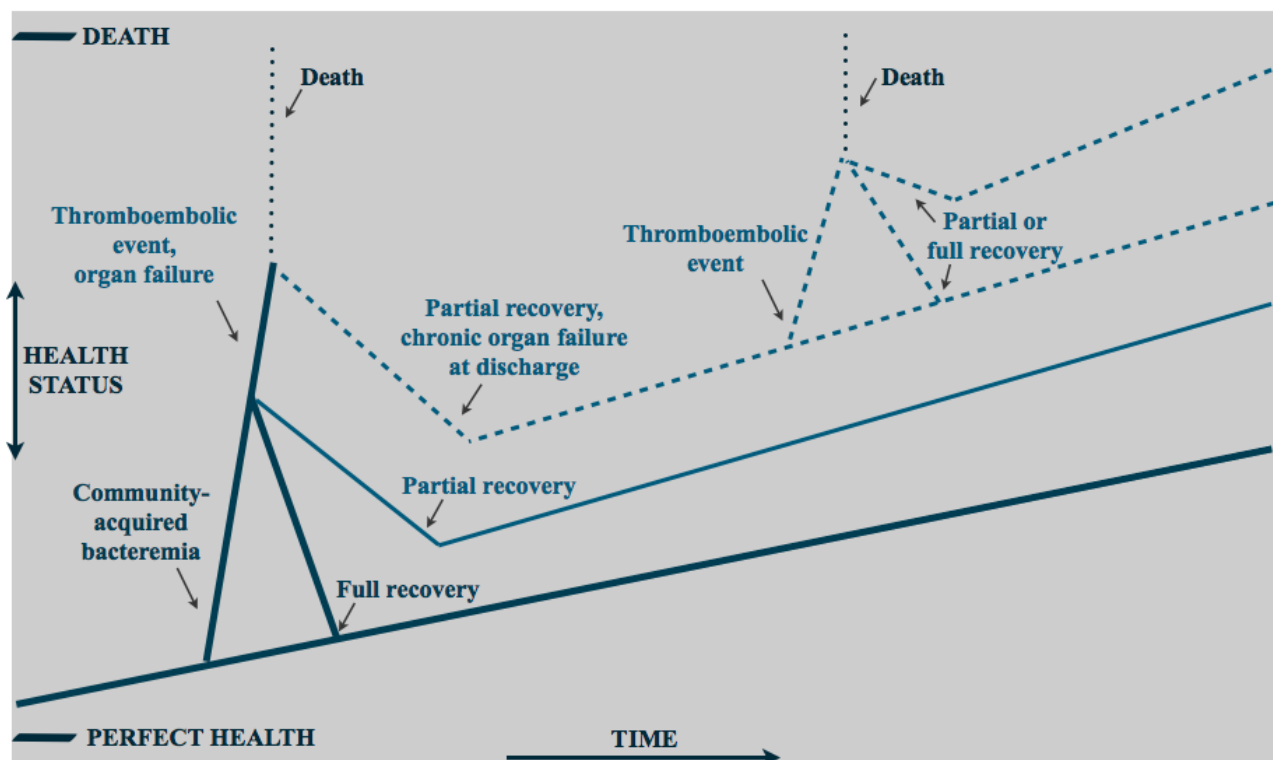 DEATH
Death
Death
Thromboembolic
event,
organ failure
Thromboembolic
event
Partial or
full recovery
Partial recovery,
chronic organ failure
at discharge
HEALTH
STATUS
Community-
acquired
bacteremia
Partial recovery
Full recovery
PERFECT HEALTH
TIME